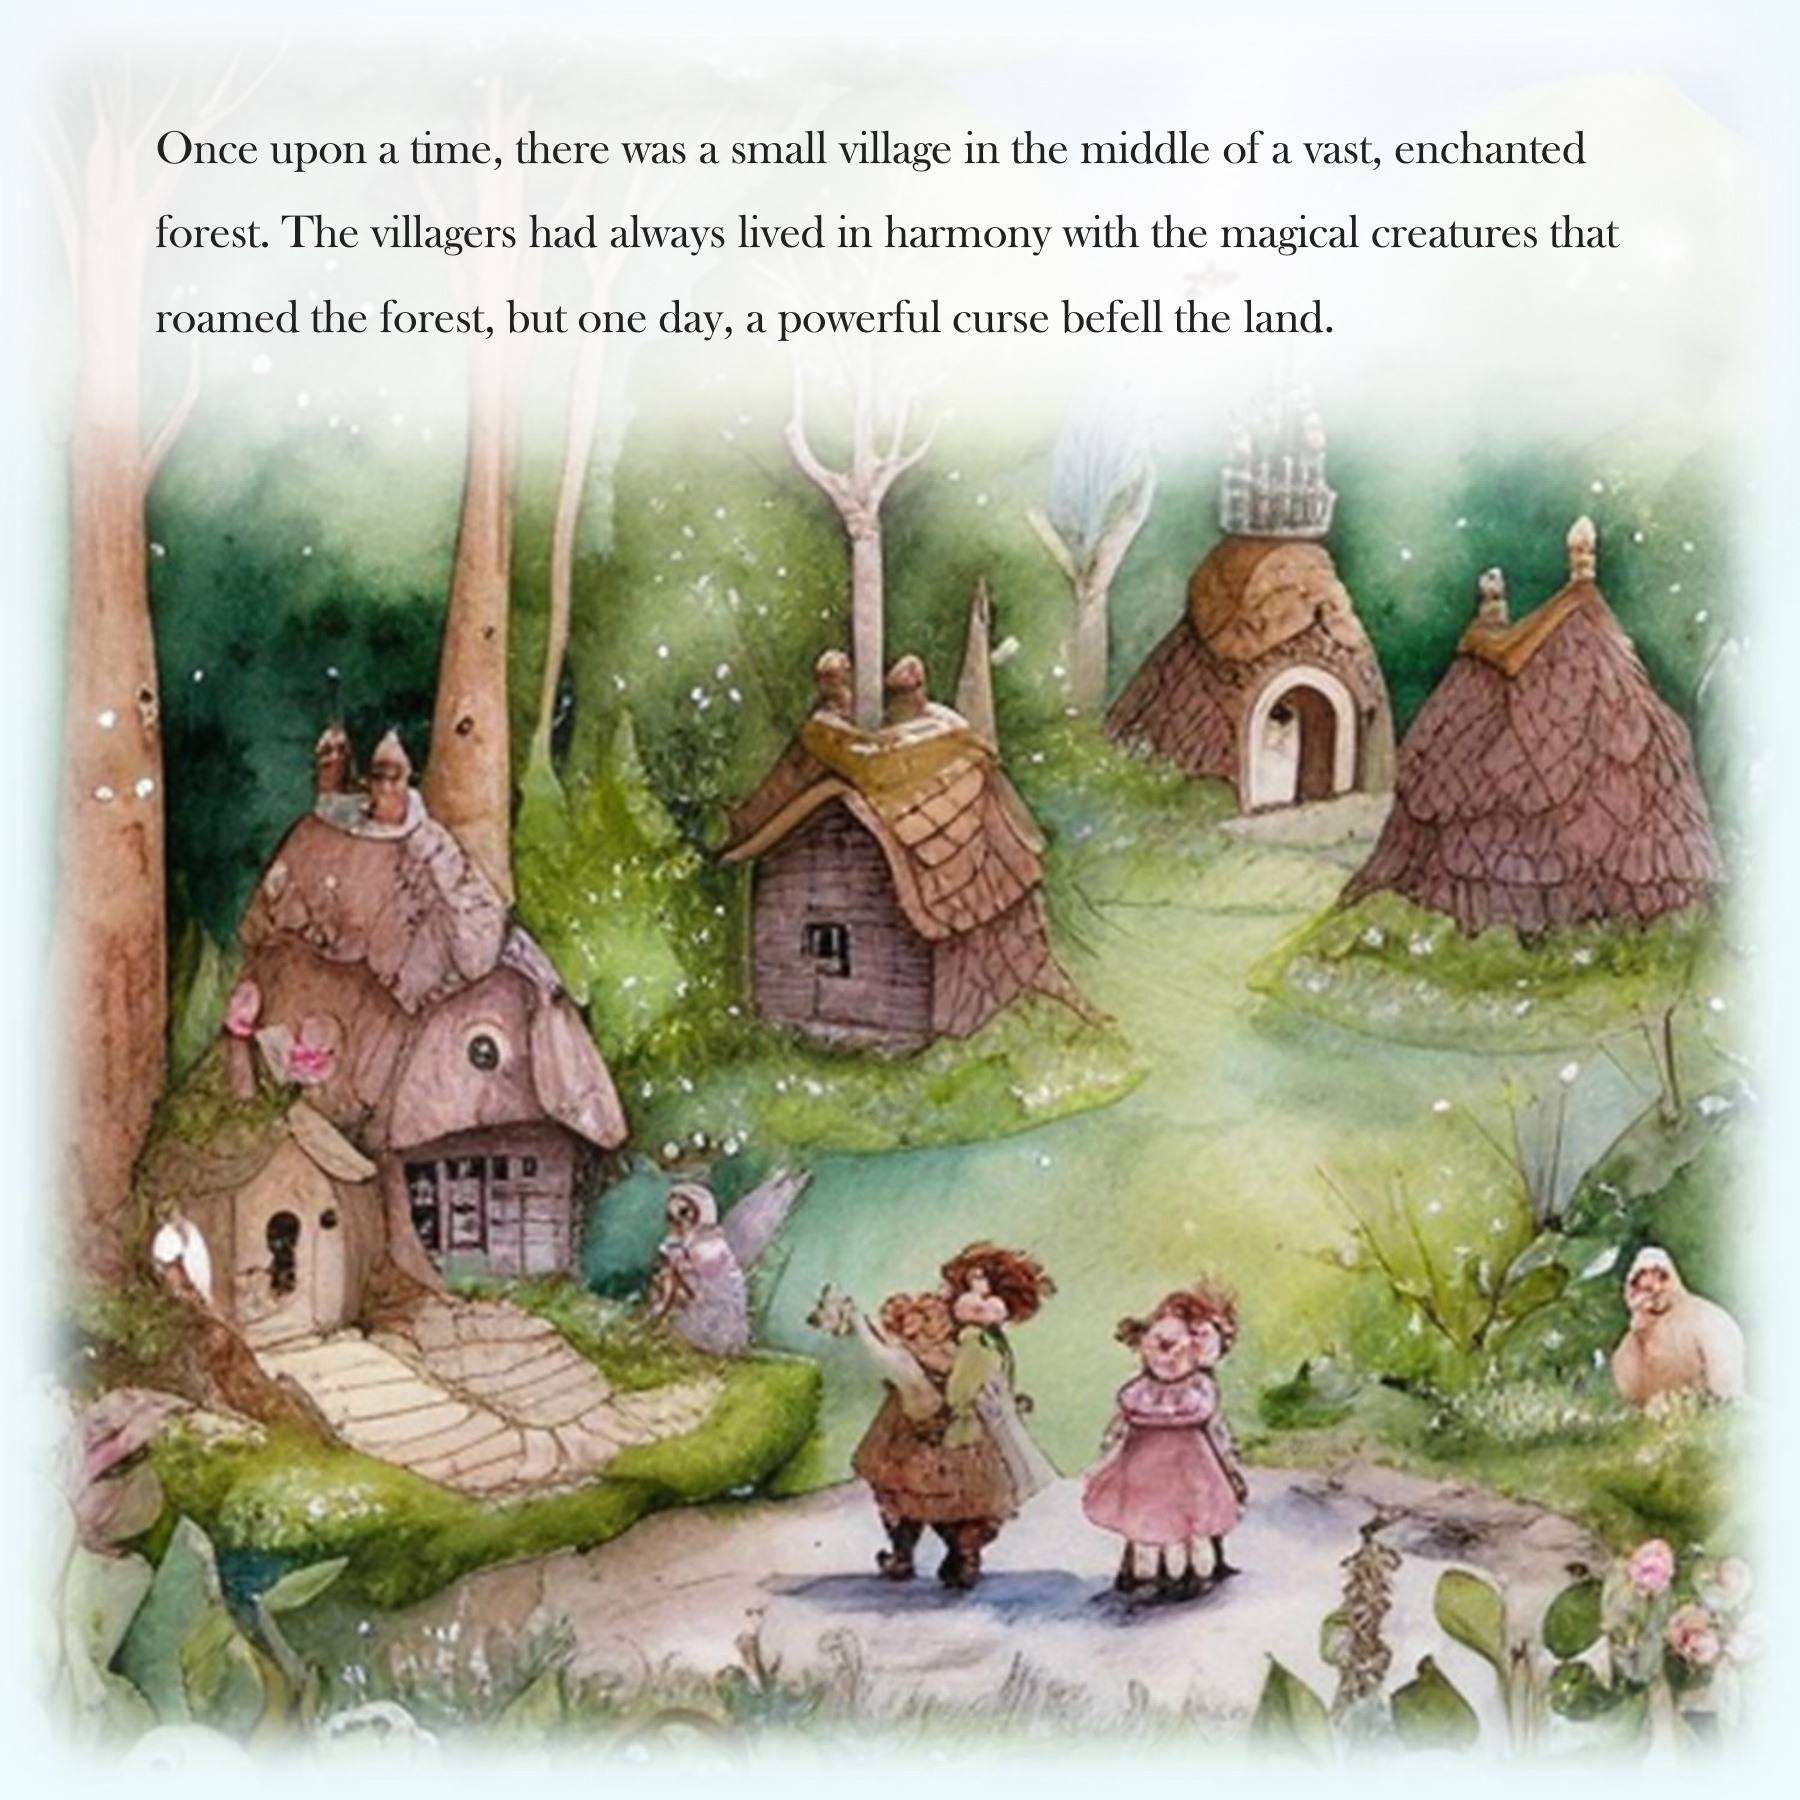 Once upon a time, there was a small village in the middle of a vast, enchanted
forest. The villagers had always lived in harmony with the magical creatures that
roamed the forest, but one day, a powerful curse befell the land.